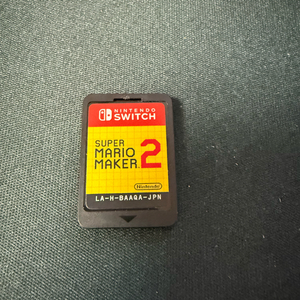 NINTENDO
SWITCH
SUPER
MARIO
MAKER 2
Nintendo
LA-H-BAAQA-JPN